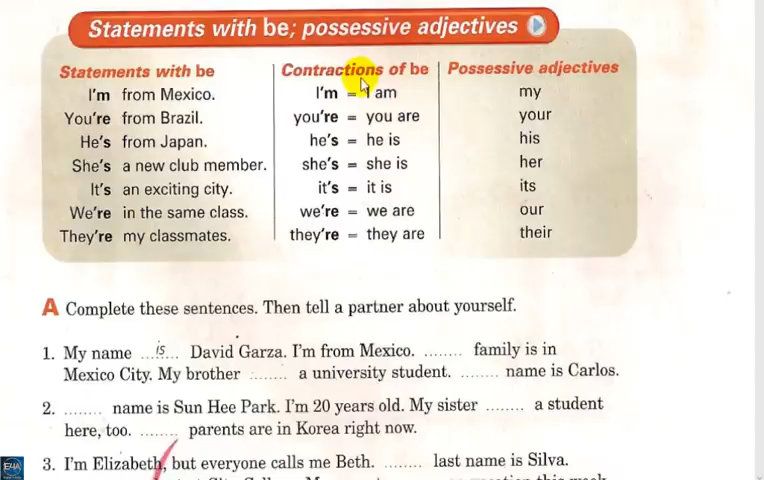 Statements with be; possessive adjectives
Statements with be Contractions of be Possessive adjectives
I'm from Mexico. I'm = I am my
You're from Brazil. you're = you are your
He's from Japan. he's = he is his
She's a new club member. she's = she is her
It's an exciting city. it's = it is its
We're in the same class. we're = we are our
They're my classmates. they're = they are their
A Complete these sentences. Then tell a partner about yourself.
1. My name ...is... David Garza. I'm from Mexico. ........ family is in
Mexico City. My brother ........ a university student. ........ name is Carlos.
2. ........ name is Sun Hee Park. I'm 20 years old. My sister ........ a student
here, too. ........ parents are in Korea right now.
3. I'm Elizabeth, but everyone calls me Beth. ........ last name is Silva.
E4A